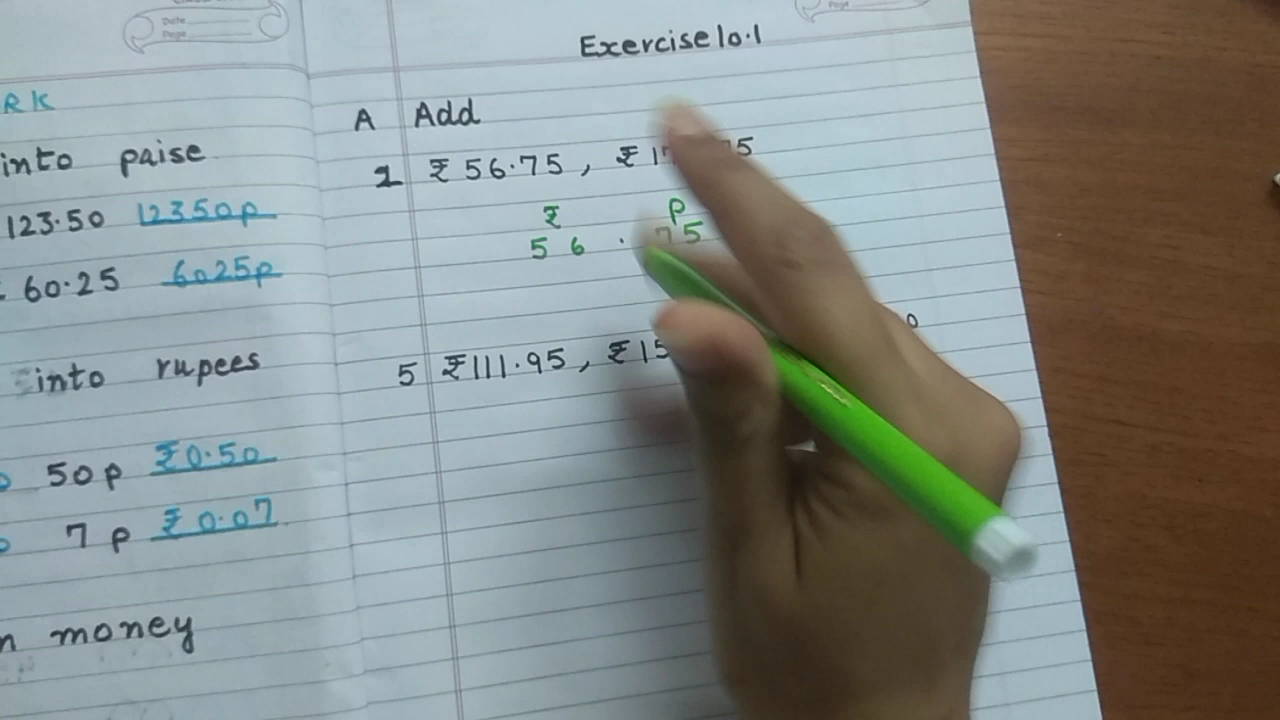 Date
Page
RK
into paise
123.50 12350p
60.25 6025p
into rupees
50p ₹0.50
7p ₹0.07
money
Page
Exercise 10.1
A Add
1 ₹56.75, ₹
₹ p
56.75
5 ₹111.95, ₹15